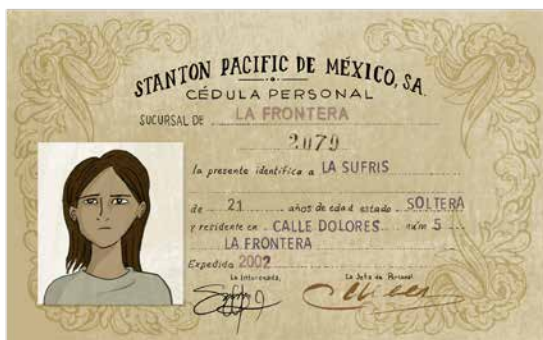 STANTON PACIFIC DE MÉXICO, SA.
CÉDULA PERSONAL
SUCURSAL DE LA FRONTERA
2079
la presente identifica a LA SUFRIS
de 21 años de edad estado SOLTERA
y residente en CALLE DOLORES núm 5
LA FRONTERA
Expedida 2002
La Interesada, La Jefa de Personal